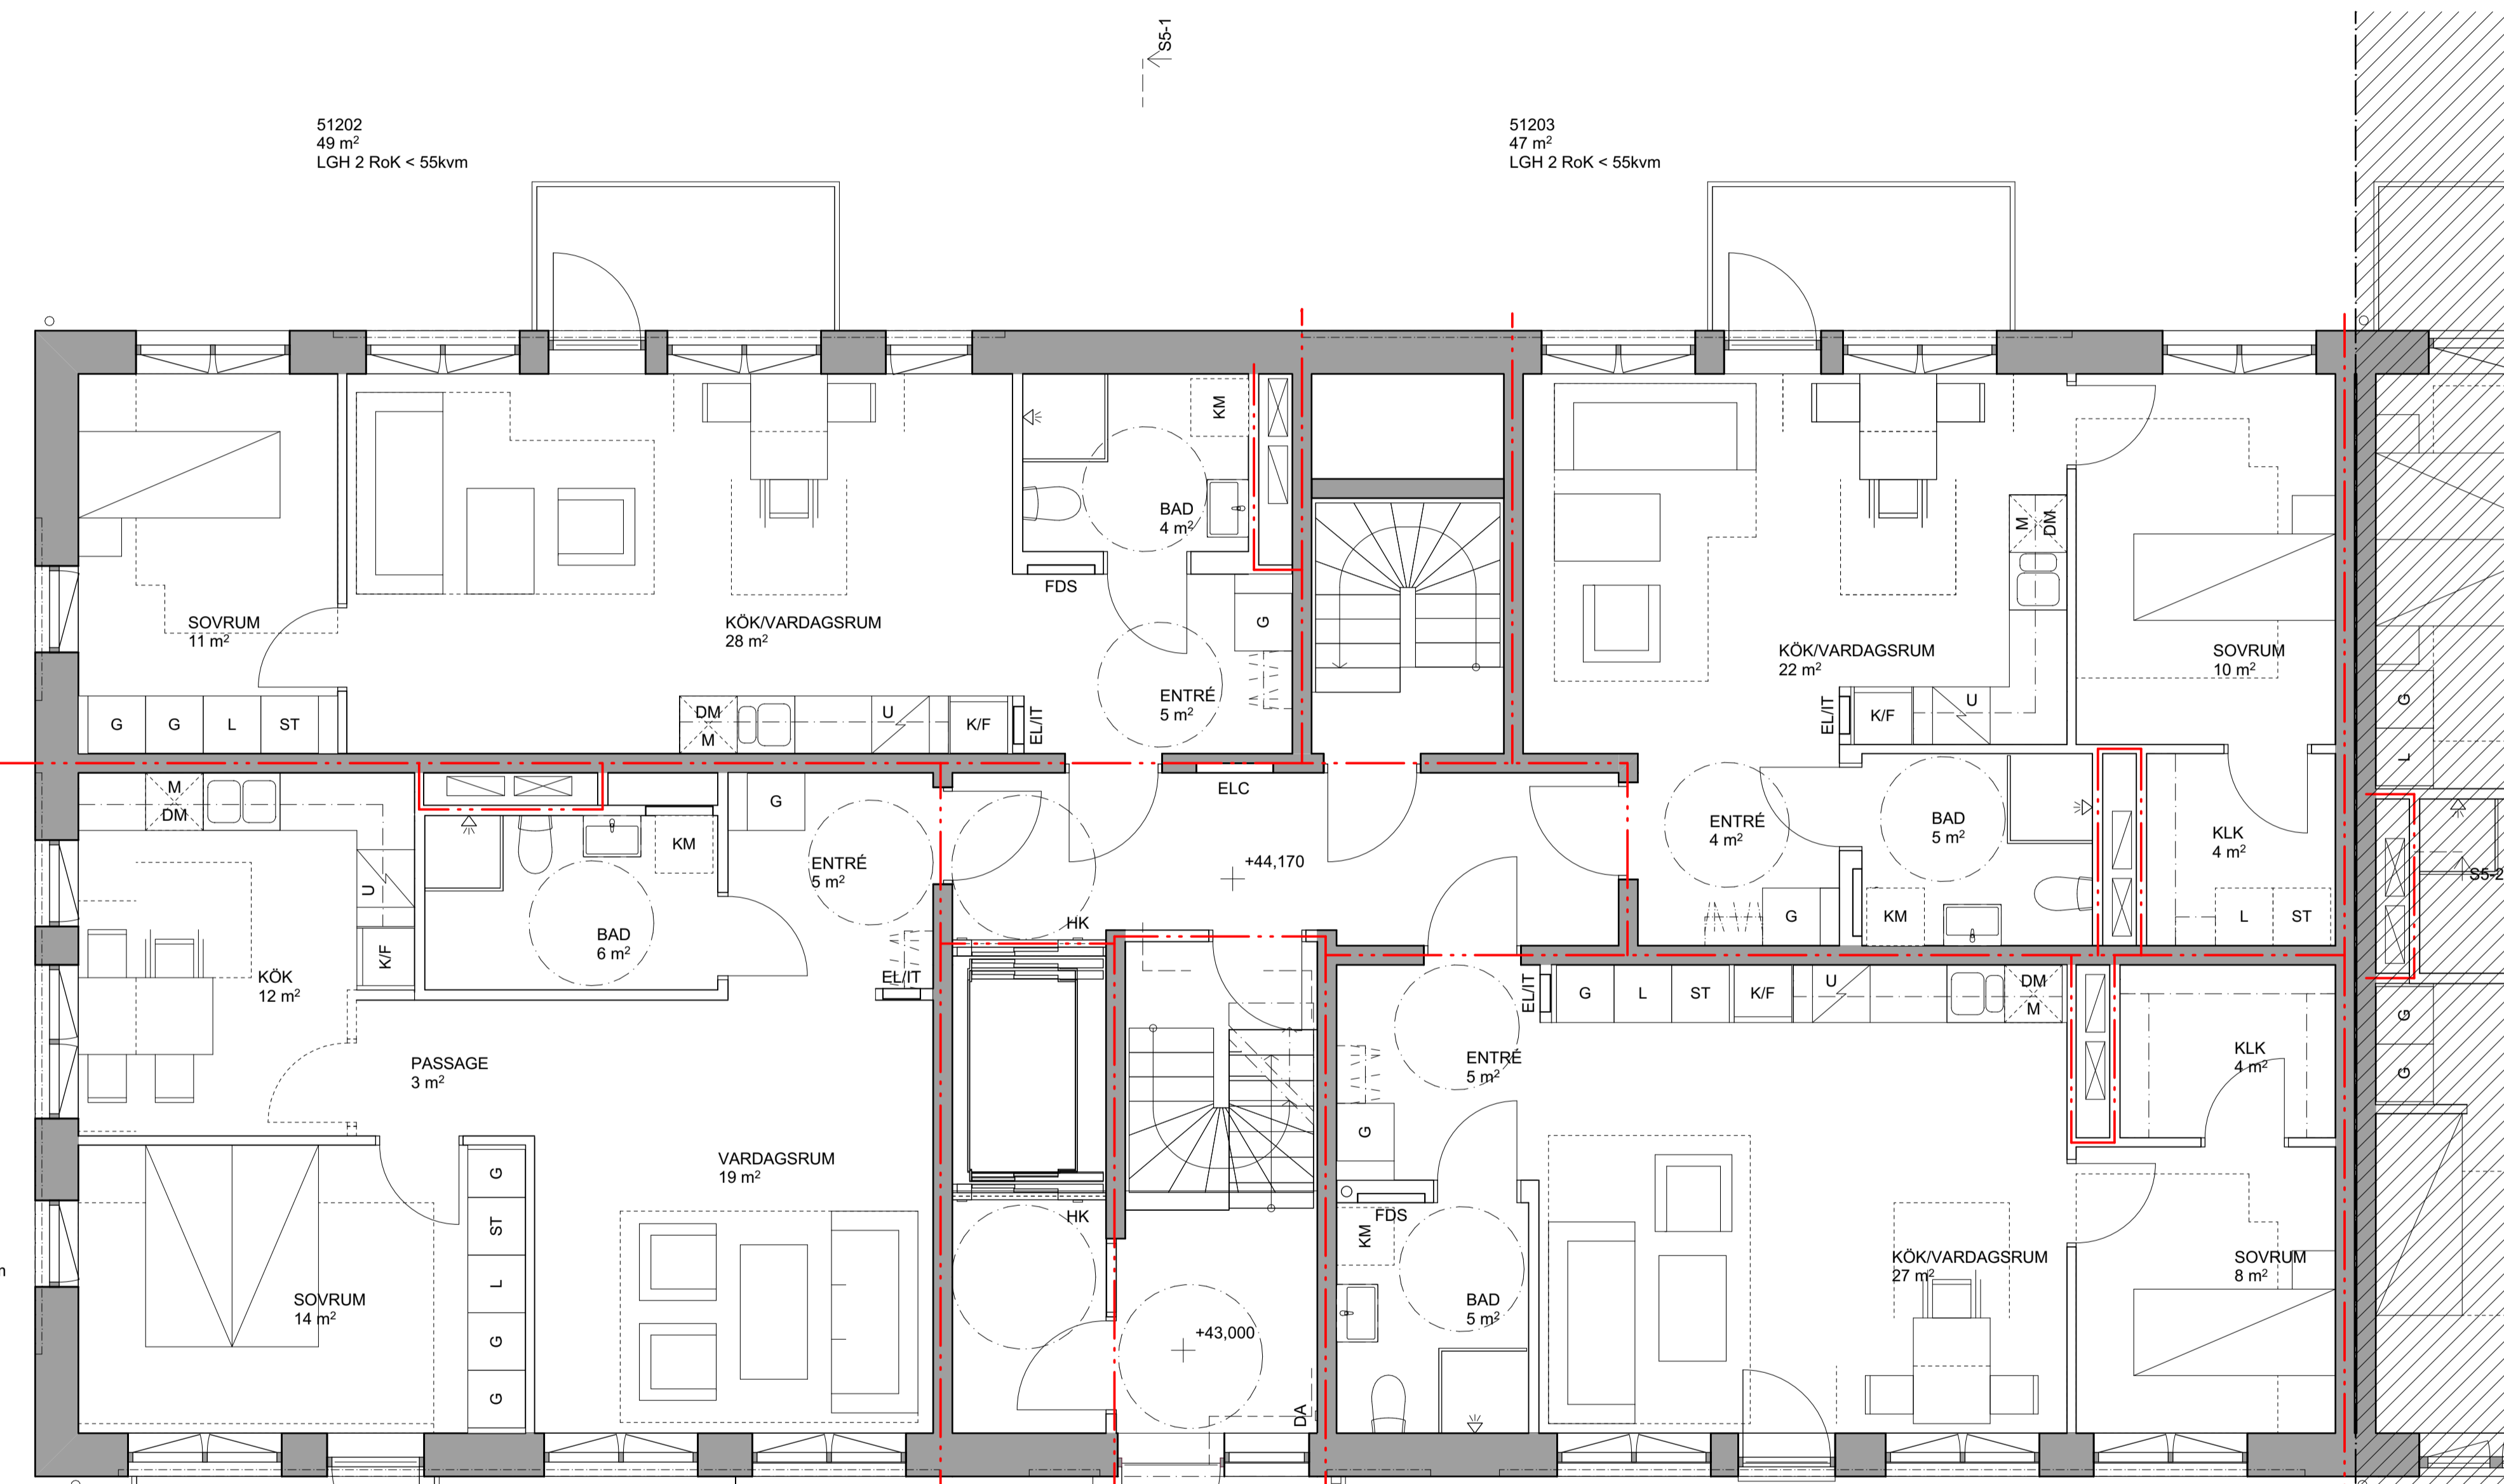 S5-1
51202
49 m²
LGH 2 RoK < 55kvm
51203
47 m²
LGH 2 RoK < 55kvm
SOVRUM
11 m²
G
G
L
ST
KÖK/VARDAGSRUM
28 m²
DM
M
U
K/F
EL/IT
KM
BAD
4 m²
FDS
G
ENTRÉ
5 m²
KÖK/VARDAGSRUM
22 m²
M
DM
EL/IT
K/F
U
SOVRUM
10 m²
G
L
M
DM
U
K/F
KÖK
12 m²
KM
BAD
6 m²
G
ENTRÉ
5 m²
EL/IT
ELC
+44,170
HK
ENTRÉ
4 m²
G
BAD
5 m²
KM
KLK
4 m²
L
ST
S5-2
PASSAGE
3 m²
VARDAGSRUM
19 m²
SOVRUM
14 m²
G
ST
L
G
G
HK
+43,000
DA
EL/IT
G
L
ST
K/F
U
DM
M
ENTRÉ
5 m²
G
FDS
KM
BAD
5 m²
KÖK/VARDAGSRUM
27 m²
KLK
4 m²
SOVRUM
8 m²
G
G